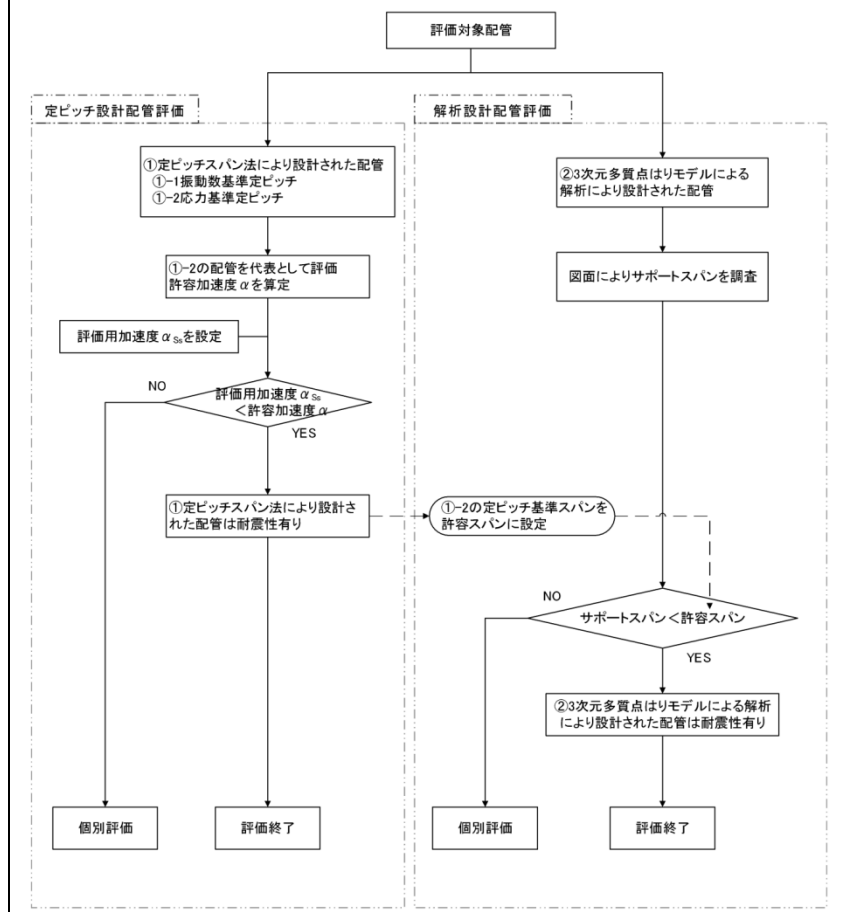 評価対象配管
定ピッチ設計配管評価
①定ピッチスパン法により設計された配管
①-1振動数基準定ピッチ
①-2応力基準定ピッチ
①-2の配管を代表として評価
許容加速度αを算定
評価用加速度αSsを設定
評価用加速度αSs
<許容加速度α
NO
YES
①定ピッチスパン法により設計さ
れた配管は耐震性有り
個別評価
評価終了
解析設計配管評価
②3次元多質点はりモデルによる
解析により設計された配管
図面によりサポートスパンを調査
①-2の定ピッチ基準スパンを
許容スパンに設定
サポートスパン<許容スパン
NO
YES
②3次元多質点はりモデルによる解析
により設計された配管は耐震性有り
個別評価
評価終了